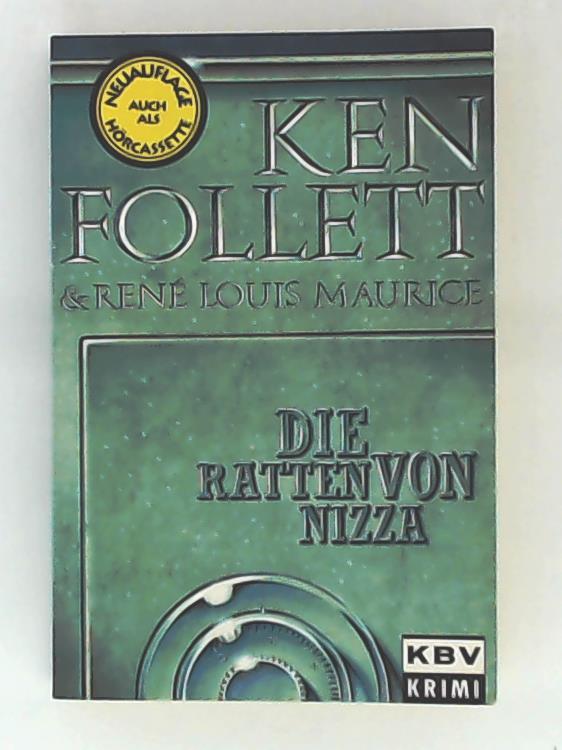 NEUAUFLAGE
AUCH
ALS
HÖRCASSETTE
KEN
FOLLETT
& RENÉ LOUIS MAURICE
DIE
RATTEN VON
NIZZA
KBV
KRIMI